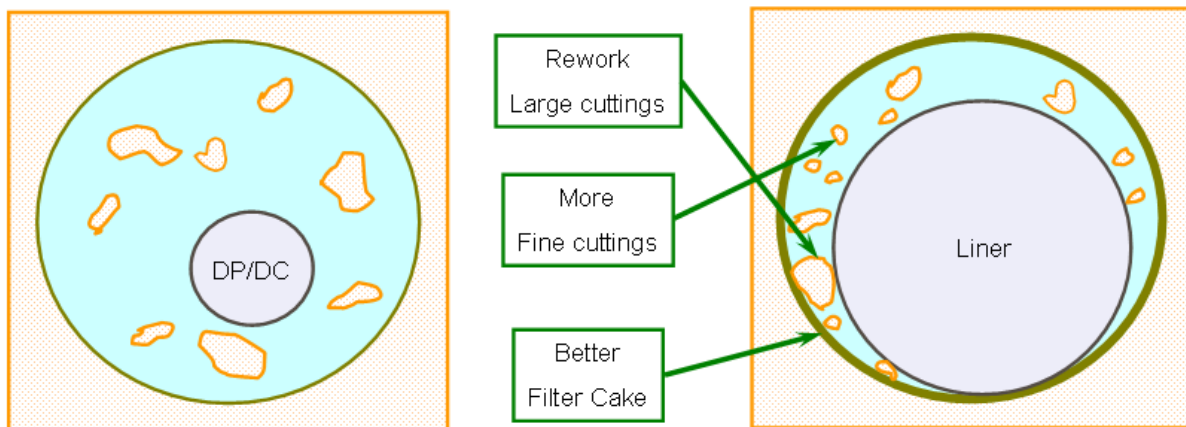 DP/DC
Rework
Large cuttings
More
Fine cuttings
Better
Filter Cake
Liner